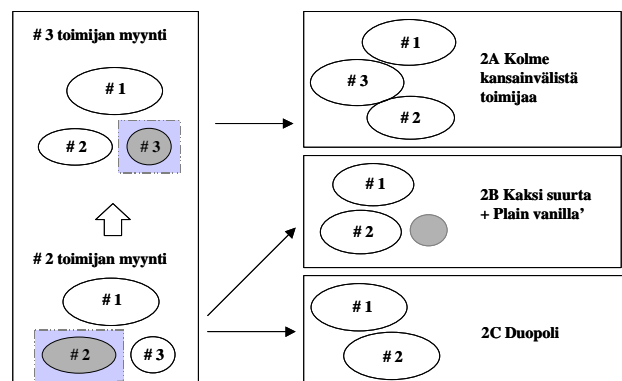 # 3 toimijan myynti
# 1
# 2
# 3
# 2 toimijan myynti
# 1
# 2
# 3
# 1
# 3
# 2
2A Kolme
kansainvälistä
toimijaa
# 1
# 2
2B Kaksi suurta
+ Plain vanilla’
# 1
# 2
2C Duopoli